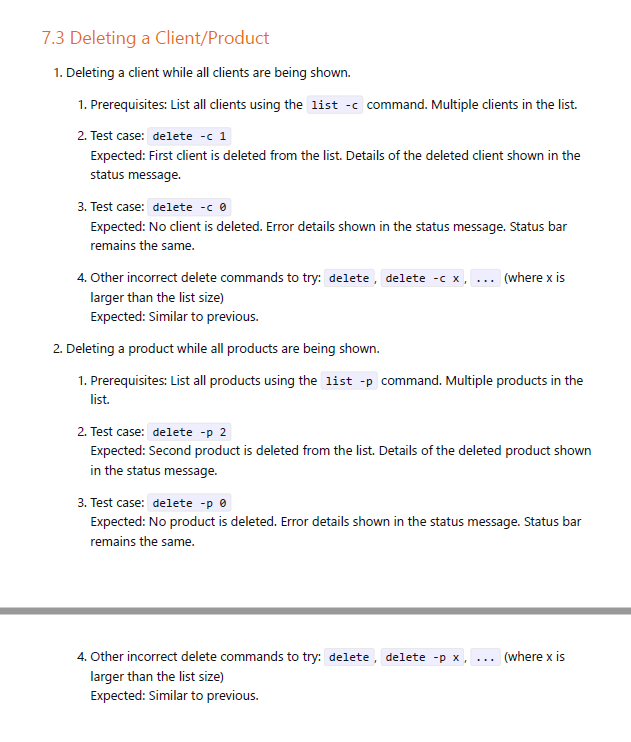 7.3 Deleting a Client/Product
1. Deleting a client while all clients are being shown.
1. Prerequisites: List all clients using the list -c command. Multiple clients in the list.
2. Test case: delete -c 1
Expected: First client is deleted from the list. Details of the deleted client shown in the
status message.
3. Test case: delete -c 0
Expected: No client is deleted. Error details shown in the status message. Status bar
remains the same.
4. Other incorrect delete commands to try: delete , delete -c x , ... (where x is
larger than the list size)
Expected: Similar to previous.
2. Deleting a product while all products are being shown.
1. Prerequisites: List all products using the list -p command. Multiple products in the
list.
2. Test case: delete -p 2
Expected: Second product is deleted from the list. Details of the deleted product shown
in the status message.
3. Test case: delete -p 0
Expected: No product is deleted. Error details shown in the status message. Status bar
remains the same.
4. Other incorrect delete commands to try: delete , delete -p x , ... (where x is
larger than the list size)
Expected: Similar to previous.